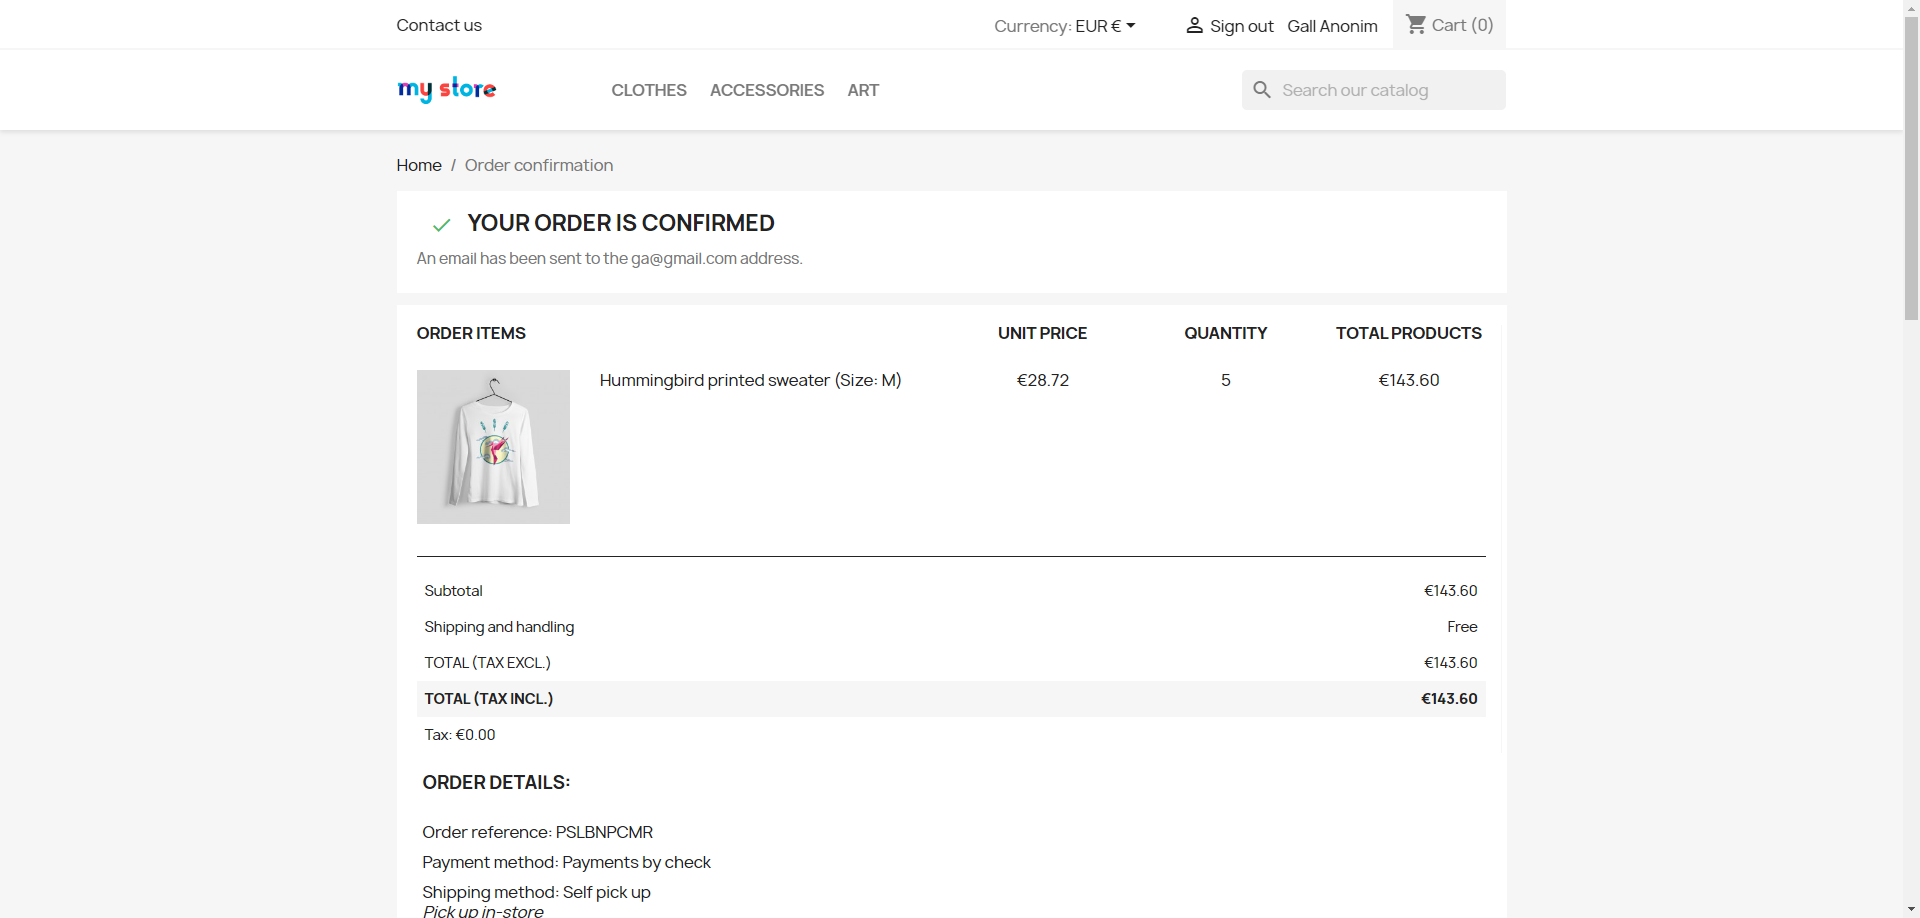 Contact us
Currency: EUR €
Sign out
Gall Anonim
Cart (0)
my store
CLOTHES
ACCESSORIES
ART
Search our catalog
Home / Order confirmation
YOUR ORDER IS CONFIRMED
An email has been sent to the ga@gmail.com address.
ORDER ITEMS UNIT PRICE QUANTITY TOTAL PRODUCTS
Hummingbird printed sweater (Size: M) €28.72 5 €143.60
Subtotal €143.60
Shipping and handling Free
TOTAL (TAX EXCL.) €143.60
TOTAL (TAX INCL.) €143.60
Tax: €0.00
ORDER DETAILS:
Order reference: PSLBNPCMR
Payment method: Payments by check
Shipping method: Self pick up
Pick up in-store